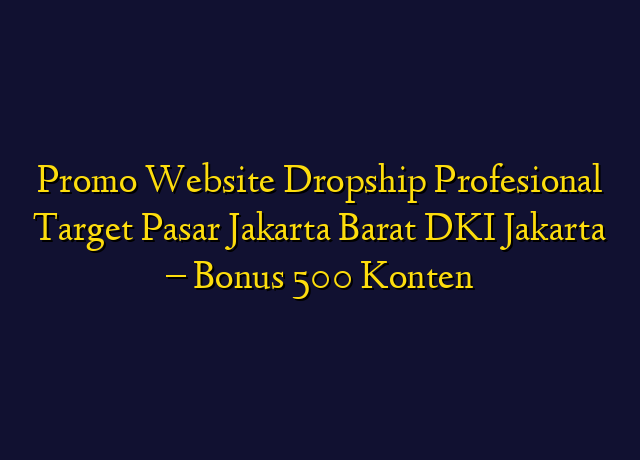 Promo Website Dropship Profesional
Target Pasar Jakarta Barat DKI Jakarta
– Bonus 500 Konten